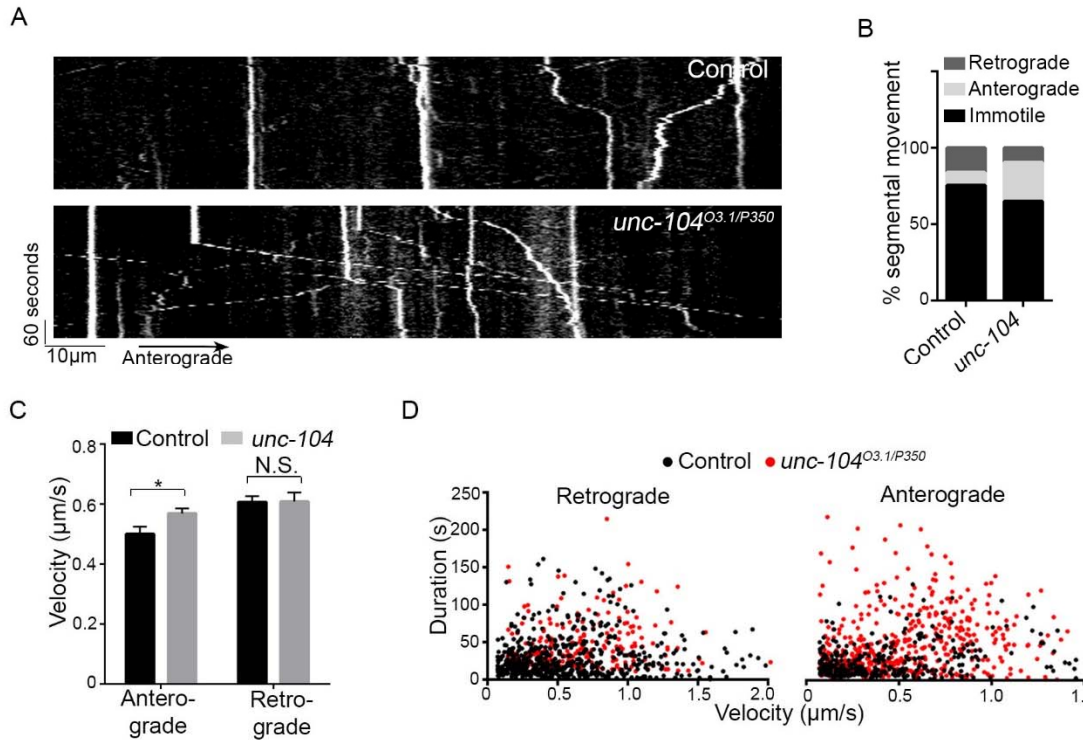 A
Control
unc-104O3.1/P350
60 seconds
10μm
Anterograde
B
Retrograde
Anterograde
Immotile
% segmental movement
100
50
0
Control
unc-104
C
Control unc-104
Velocity (μm/s)
0.8
0.6
0.4
0.2
0
*
N.S.
Antero-
grade
Retro-
grade
D
Control unc-104O3.1/P350
Retrograde
Anterograde
Duration (s)
250
200
150
100
50
0
0 0.5 1.0 1.5 2.0
0 0.5 1.0 1.
Velocity (μm/s)